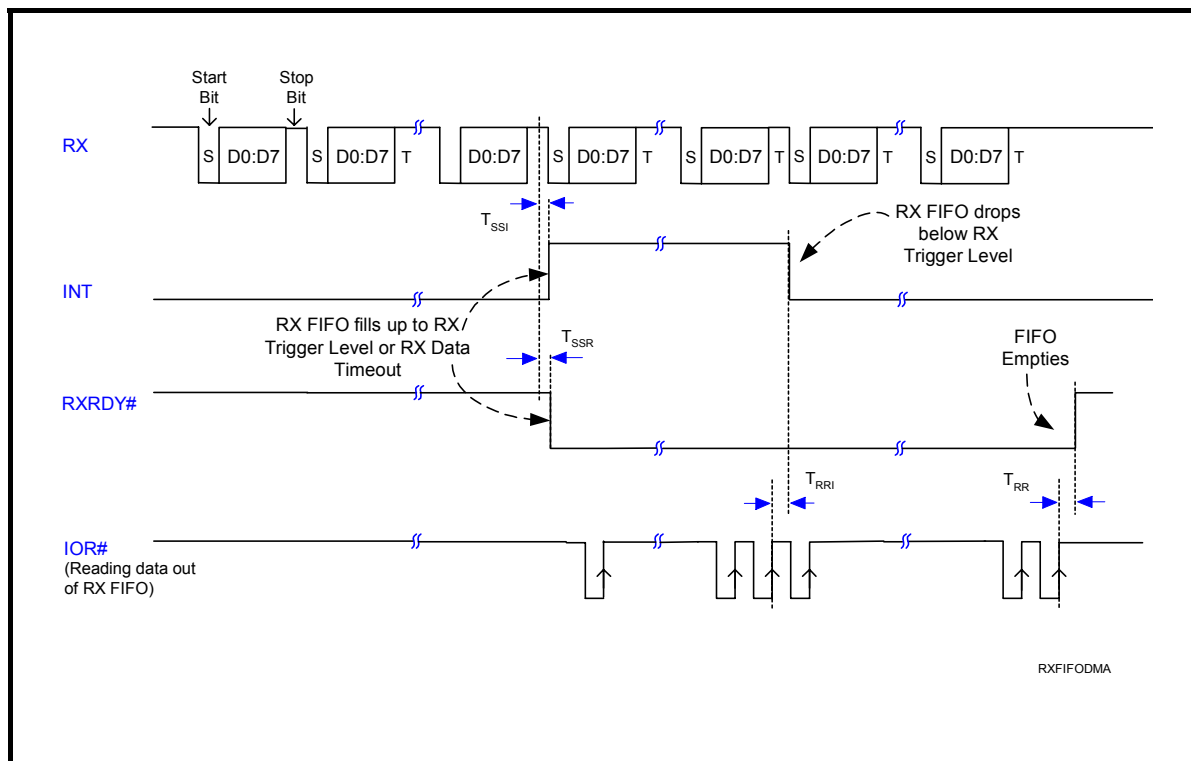 Start
Bit
Stop
Bit
RX
S D0:D7 S D0:D7 T D0:D7 S D0:D7 T S D0:D7 T S D0:D7 T S D0:D7 T
TSSI
RX FIFO drops
below RX
Trigger Level
INT
RX FIFO fills up to RX
Trigger Level or RX Data
Timeout
TSSR
FIFO
Empties
RXRDY#
TRRI
TRR
IOR#
(Reading data out
of RX FIFO)
RXFIFODMA